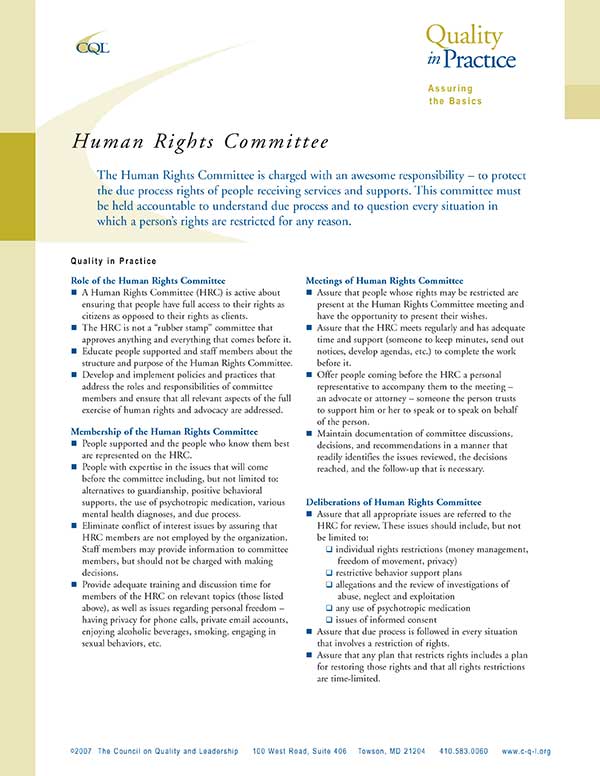 CQL
Quality
in Practice
Assuring
the Basics
Human Rights Committee
The Human Rights Committee is charged with an awesome responsibility – to protect
the due process rights of people receiving services and supports. This committee must
be held accountable to understand due process and to question every situation in
which a person's rights are restricted for any reason.
Quality in Practice
Role of the Human Rights Committee
■ A Human Rights Committee (HRC) is active about
ensuring that people have full access to their rights as
citizens as opposed to their rights as clients.
■ The HRC is not a "rubber stamp" committee that
approves anything and everything that comes before it.
■ Educate people supported and staff members about the
structure and purpose of the Human Rights Committee.
■ Develop and implement policies and practices that
address the roles and responsibilities of committee
members and ensure that all relevant aspects of the full
exercise of human rights and advocacy are addressed.
Membership of the Human Rights Committee
■ People supported and the people who know them best
are represented on the HRC.
■ People with expertise in the issues that will come
before the committee including, but not limited to:
alternatives to guardianship, positive behavioral
supports, the use of psychotropic medication, various
mental health diagnoses, and due process.
■ Eliminate conflict of interest issues by assuring that
HRC members are not employed by the organization.
Staff members may provide information to committee
members, but should not be charged with making
decisions.
■ Provide adequate training and discussion time for
members of the HRC on relevant topics (those listed
above), as well as issues regarding personal freedom –
having privacy for phone calls, private email accounts,
enjoying alcoholic beverages, smoking, engaging in
sexual behaviors, etc.
Meetings of Human Rights Committee
■ Assure that people whose rights may be restricted are
present at the Human Rights Committee meeting and
have the opportunity to present their wishes.
■ Assure that the HRC meets regularly and has adequate
time and support (someone to keep minutes, send out
notices, develop agendas, etc.) to complete the work
before it.
■ Offer people coming before the HRC a personal
representative to accompany them to the meeting –
an advocate or attorney – someone the person trusts
to support him or her to speak or to speak on behalf
of the person.
■ Maintain documentation of committee discussions,
decisions, and recommendations in a manner that
readily identifies the issues reviewed, the decisions
reached, and the follow-up that is necessary.
Deliberations of Human Rights Committee
■ Assure that all appropriate issues are referred to the
HRC for review. These issues should include, but not
be limited to:
❑ individual rights restrictions (money management,
freedom of movement, privacy)
❑ restrictive behavior support plans
❑ allegations and the review of investigations of
abuse, neglect and exploitation
❑ any use of psychotropic medication
❑ issues of informed consent
■ Assure that due process is followed in every situation
that involves a restriction of rights.
■ Assure that any plan that restricts rights includes a plan
for restoring those rights and that all rights restrictions
are time-limited.
©2007 The Council on Quality and Leadership 100 West Road, Suite 406 Towson, MD 21204 410.583.0060 www.c-q-l.org